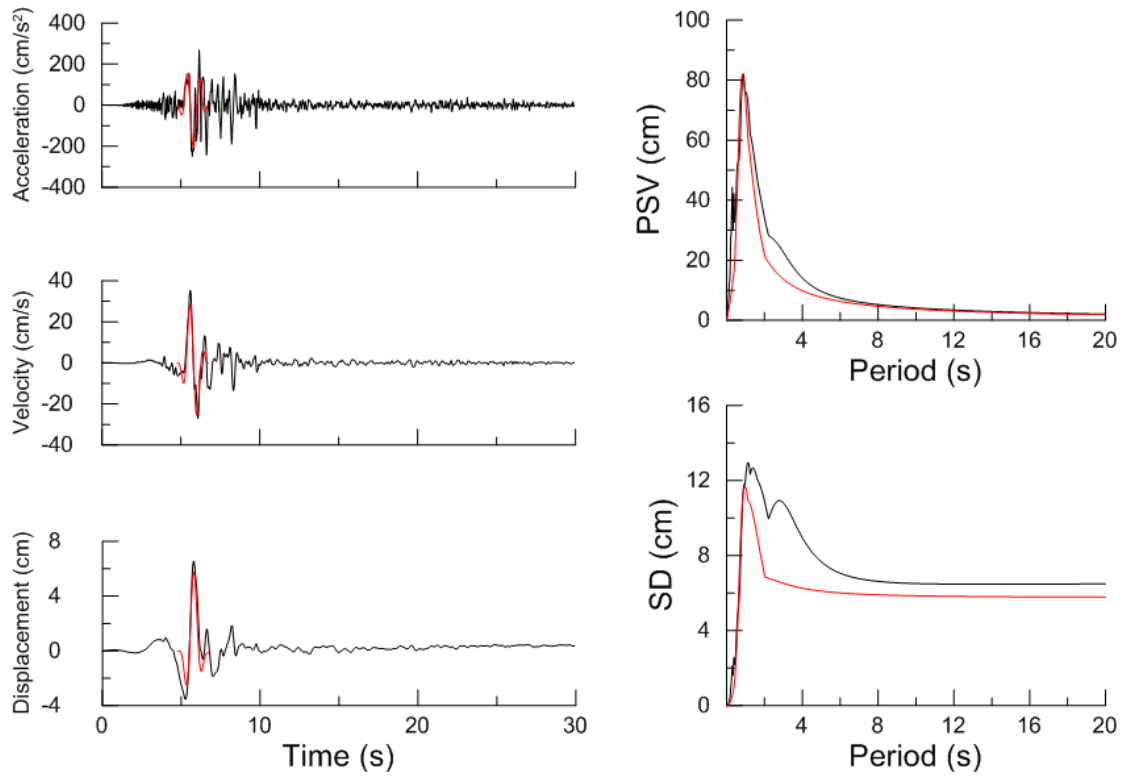 Acceleration (cm/s²)
400
200
0
-200
-400
Velocity (cm/s)
40
20
0
-20
-40
Displacement (cm)
8
4
0
-4
0 10 20 30
Time (s)
PSV (cm)
100
80
60
40
20
0
4 8 12 16 20
Period (s)
SD (cm)
16
12
8
4
0
4 8 12 16 20
Period (s)